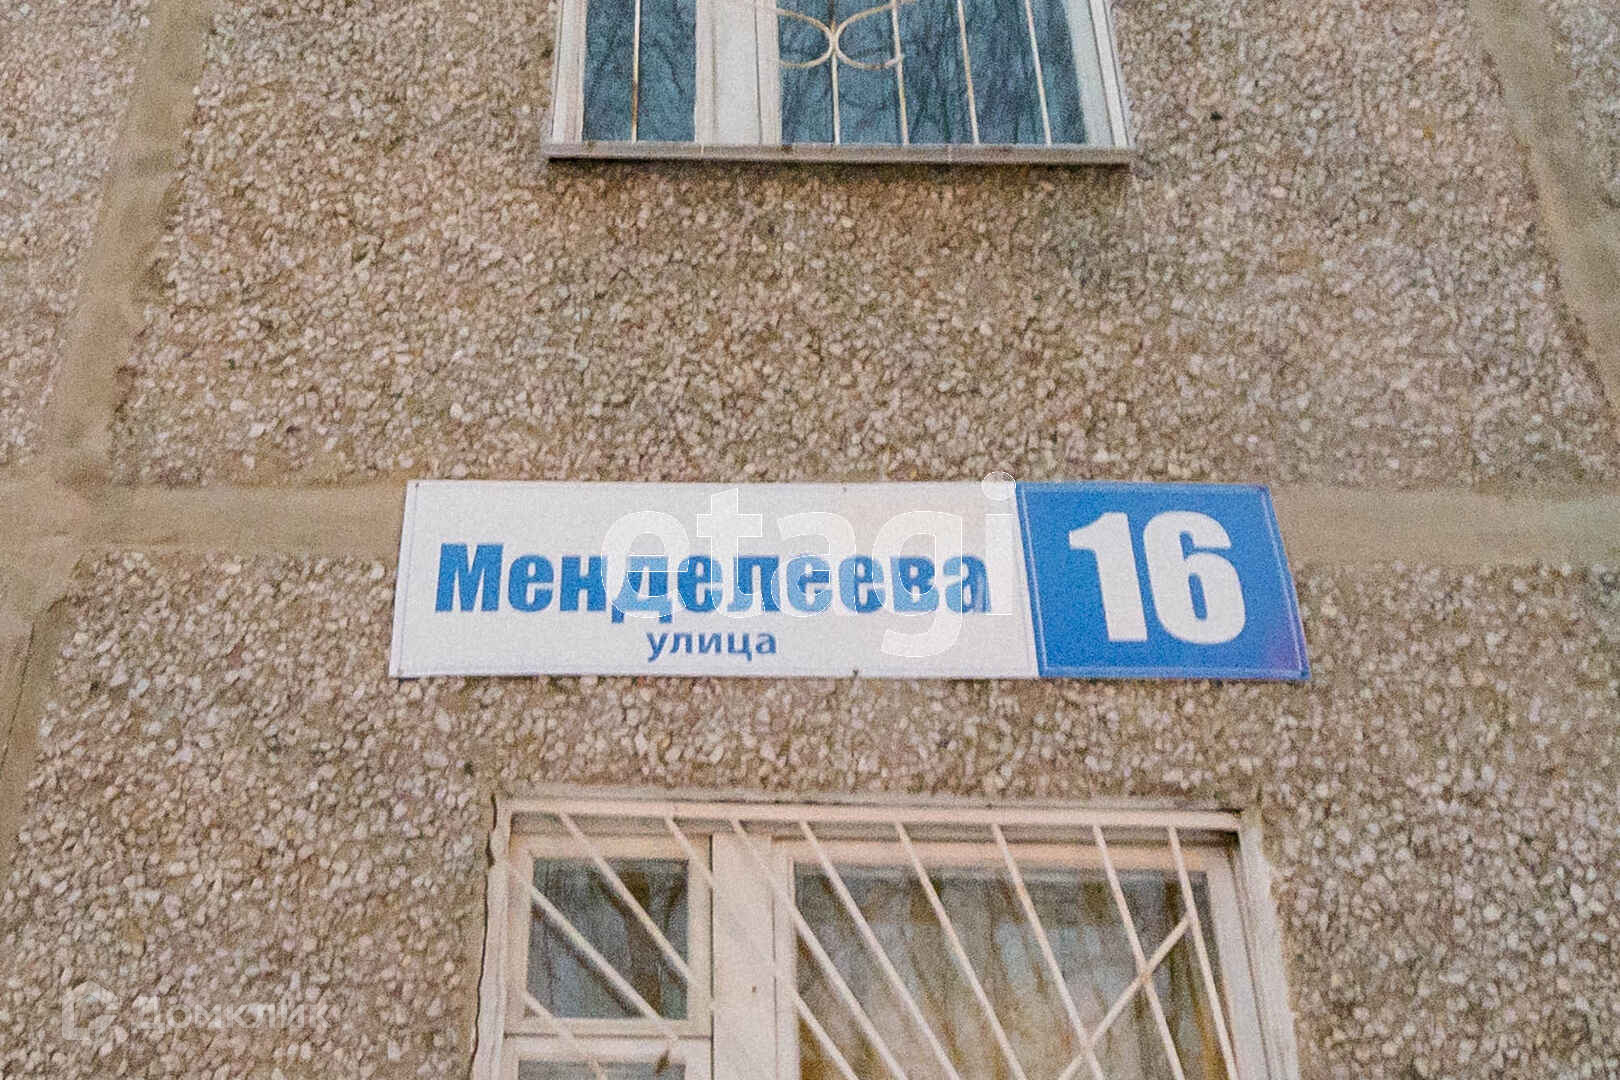 Менделеева
улица
16
etagi
Домклик